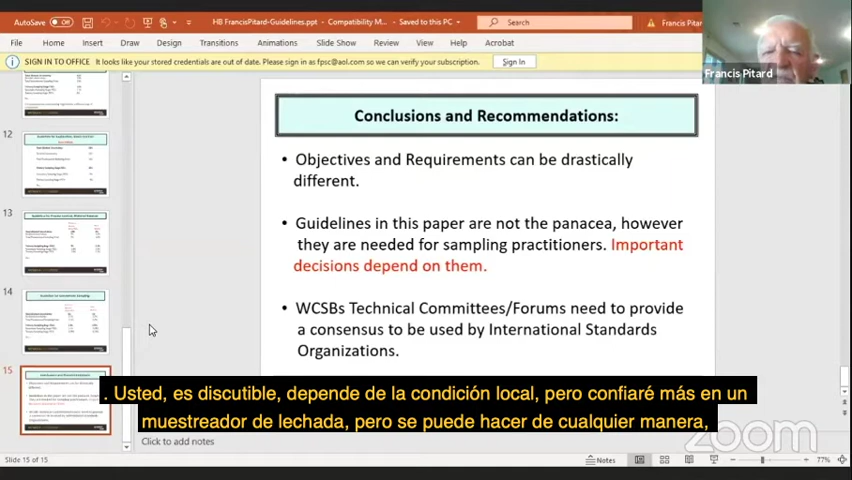 AutoSave Off
HB FrancisPitard-Guidelines.ppt - Compatibility M... - Saved to this PC
Search
Francis Pitard
File Home Insert Draw Design Transitions Animations Slide Show Review View Help Acrobat
SIGN IN TO OFFICE It looks like your stored credentials are out of date. Please sign in as fpsc@aol.com so we can verify your subscription. Sign In
Francis Pitard
12
13
14
15
Conclusions and Recommendations:
• Objectives and Requirements can be drastically
different.
• Guidelines in this paper are not the panacea, however
they are needed for sampling practitioners. Important
decisions depend on them.
• WCSBs Technical Committees/Forums need to provide
a consensus to be used by International Standards
Organizations.
. Usted, es discutible, depende de la condición local, pero confiaré más en un
muestreador de lechada, pero se puede hacer de cualquier manera,
Click to add notes
zoom
Slide 15 of 15
Notes
77%